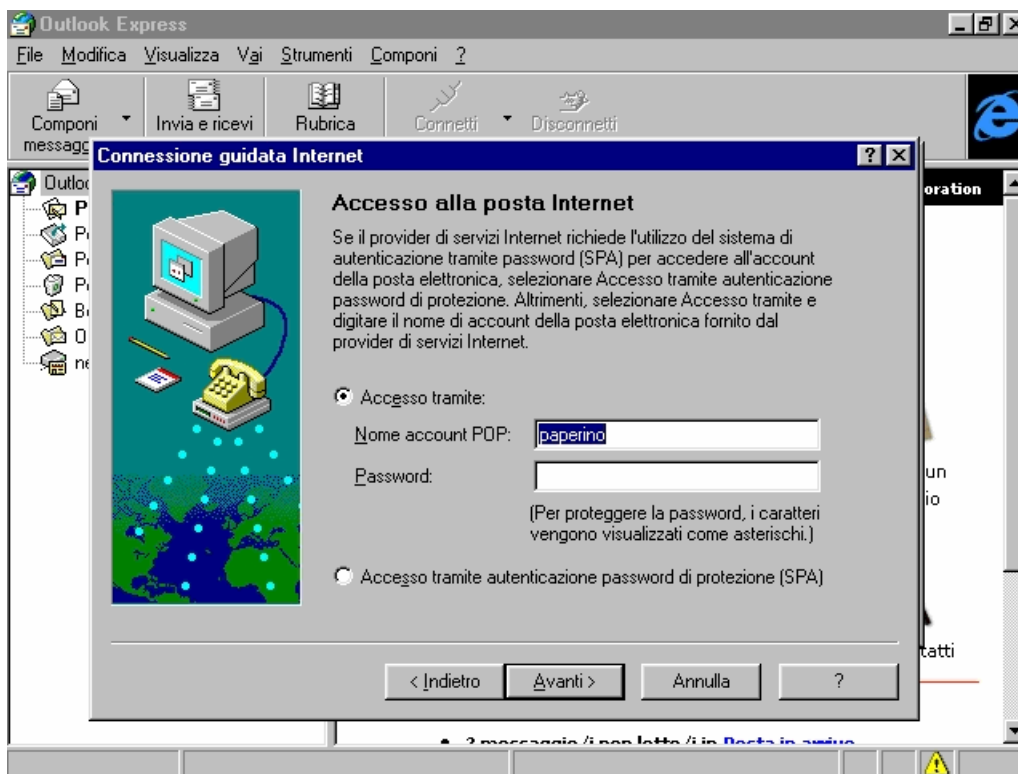 Outlook Express
File Modifica Visualizza Vai Strumenti Componi ?
Componi Invia e ricevi Rubrica Connetti Disconnetti
Connessione guidata Internet
oration
Accesso alla posta Internet
Se il provider di servizi Internet richiede l'utilizzo del sistema di
autenticazione tramite password (SPA) per accedere all'account
della posta elettronica, selezionare Accesso tramite autenticazione
password di protezione. Altrimenti, selezionare Accesso tramite e
digitare il nome di account della posta elettronica fornito dal
provider di servizi Internet.
Accesso tramite:
Nome account POP: paperino
un
Password:
io
(Per proteggere la password, i caratteri
vengono visualizzati come asterischi.)
Accesso tramite autenticazione password di protezione (SPA)
tatti
< Indietro Avanti > Annulla ?
Posta in arrivo